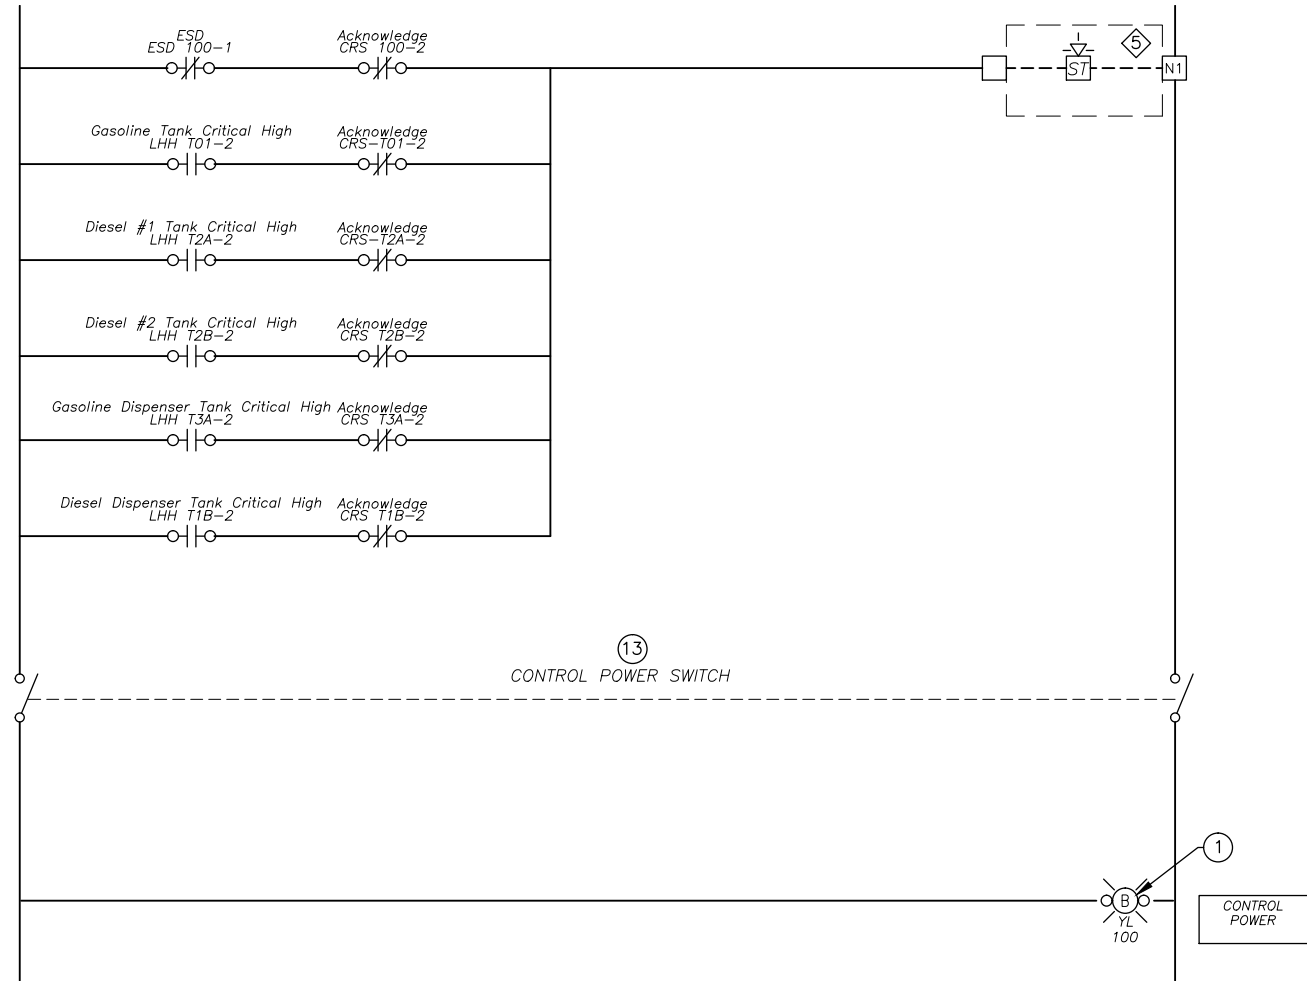 ESD
ESD 100-1
Acknowledge
CRS 100-2
5
ST
N1
Gasoline Tank Critical High
LHH T01-2
Acknowledge
CRS-T01-2
Diesel #1 Tank Critical High
LHH T2A-2
Acknowledge
CRS-T2A-2
Diesel #2 Tank Critical High
LHH T2B-2
Acknowledge
CRS T2B-2
Gasoline Dispenser Tank Critical High
LHH T3A-2
Acknowledge
CRS T3A-2
Diesel Dispenser Tank Critical High
LHH T1B-2
Acknowledge
CRS T1B-2
13
CONTROL POWER SWITCH
1
B
YL
100
CONTROL
POWER